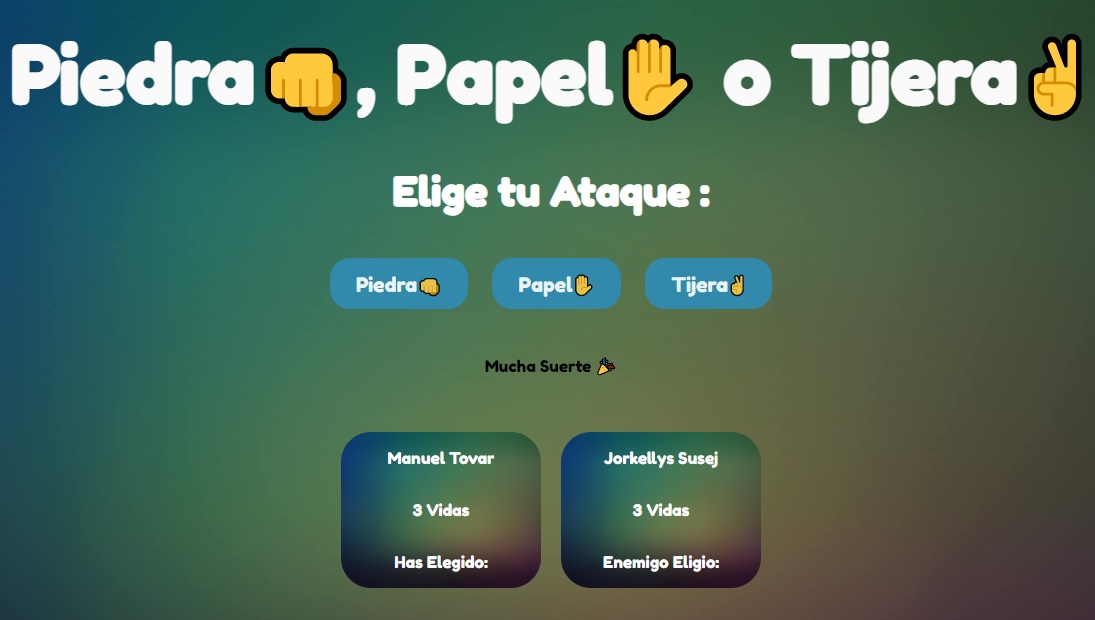 Piedra👊, Papel✋ o Tijera✌
Elige tu Ataque :
Piedra👊 Papel✋ Tijera✌
Mucha Suerte 🎉
Manuel Tovar
3 Vidas
Has Elegido:
Jorkellys Susej
3 Vidas
Enemigo Eligio: